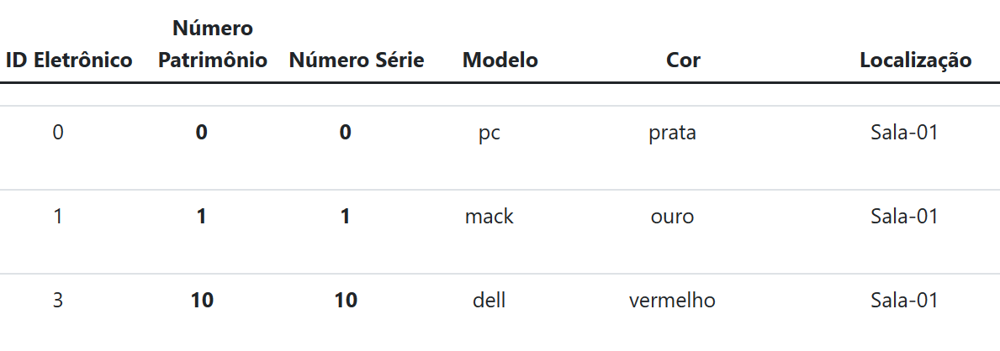 ID Eletrônico Número Patrimônio Número Série Modelo Cor Localização
0 0 0 pc prata Sala-01
1 1 1 mack ouro Sala-01
3 10 10 dell vermelho Sala-01